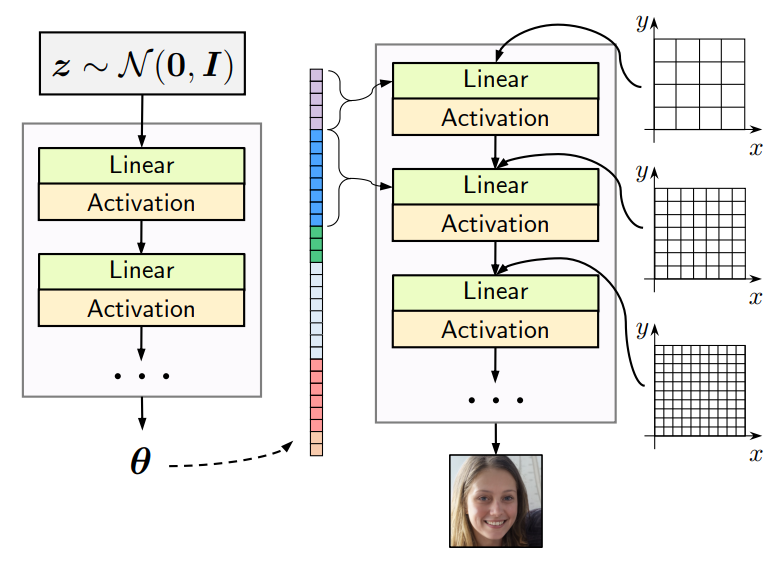 z ∼ 𝒩(0, I)
Linear
Activation
Linear
Activation
. . .
θ
Linear
Activation
Linear
Activation
Linear
Activation
. . .
y
x
y
x
y
x